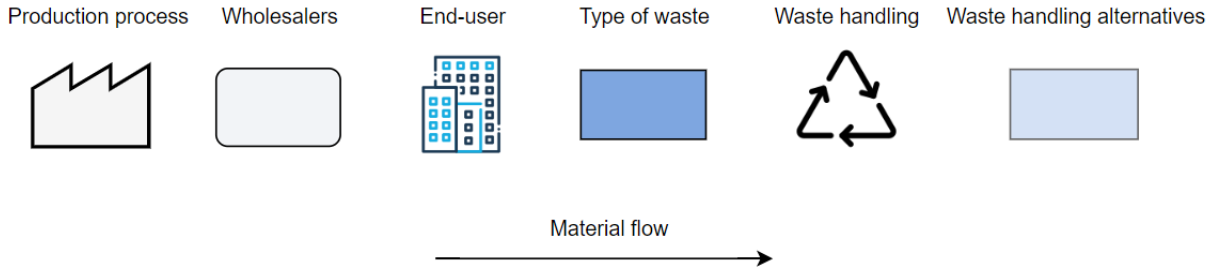 Production process
Wholesalers
End-user
Type of waste
Waste handling
Waste handling alternatives
Material flow